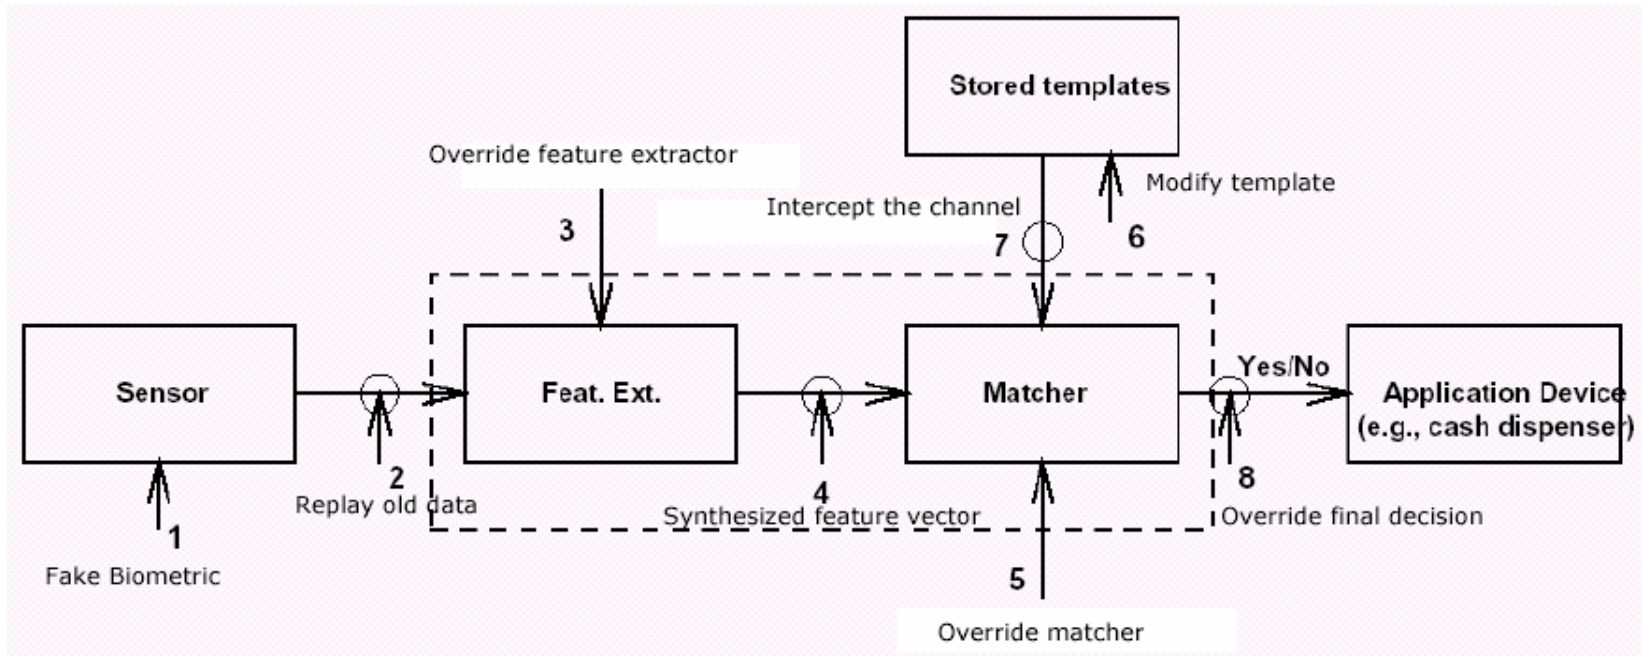 Stored templates
Override feature extractor
Modify template
Intercept the channel
3
7
6
Yes/No
Sensor
Feat. Ext.
Matcher
Application Device
(e.g., cash dispenser)
2
4
8
Replay old data
Synthesized feature vector
Override final decision
1
Fake Biometric
5
Override matcher